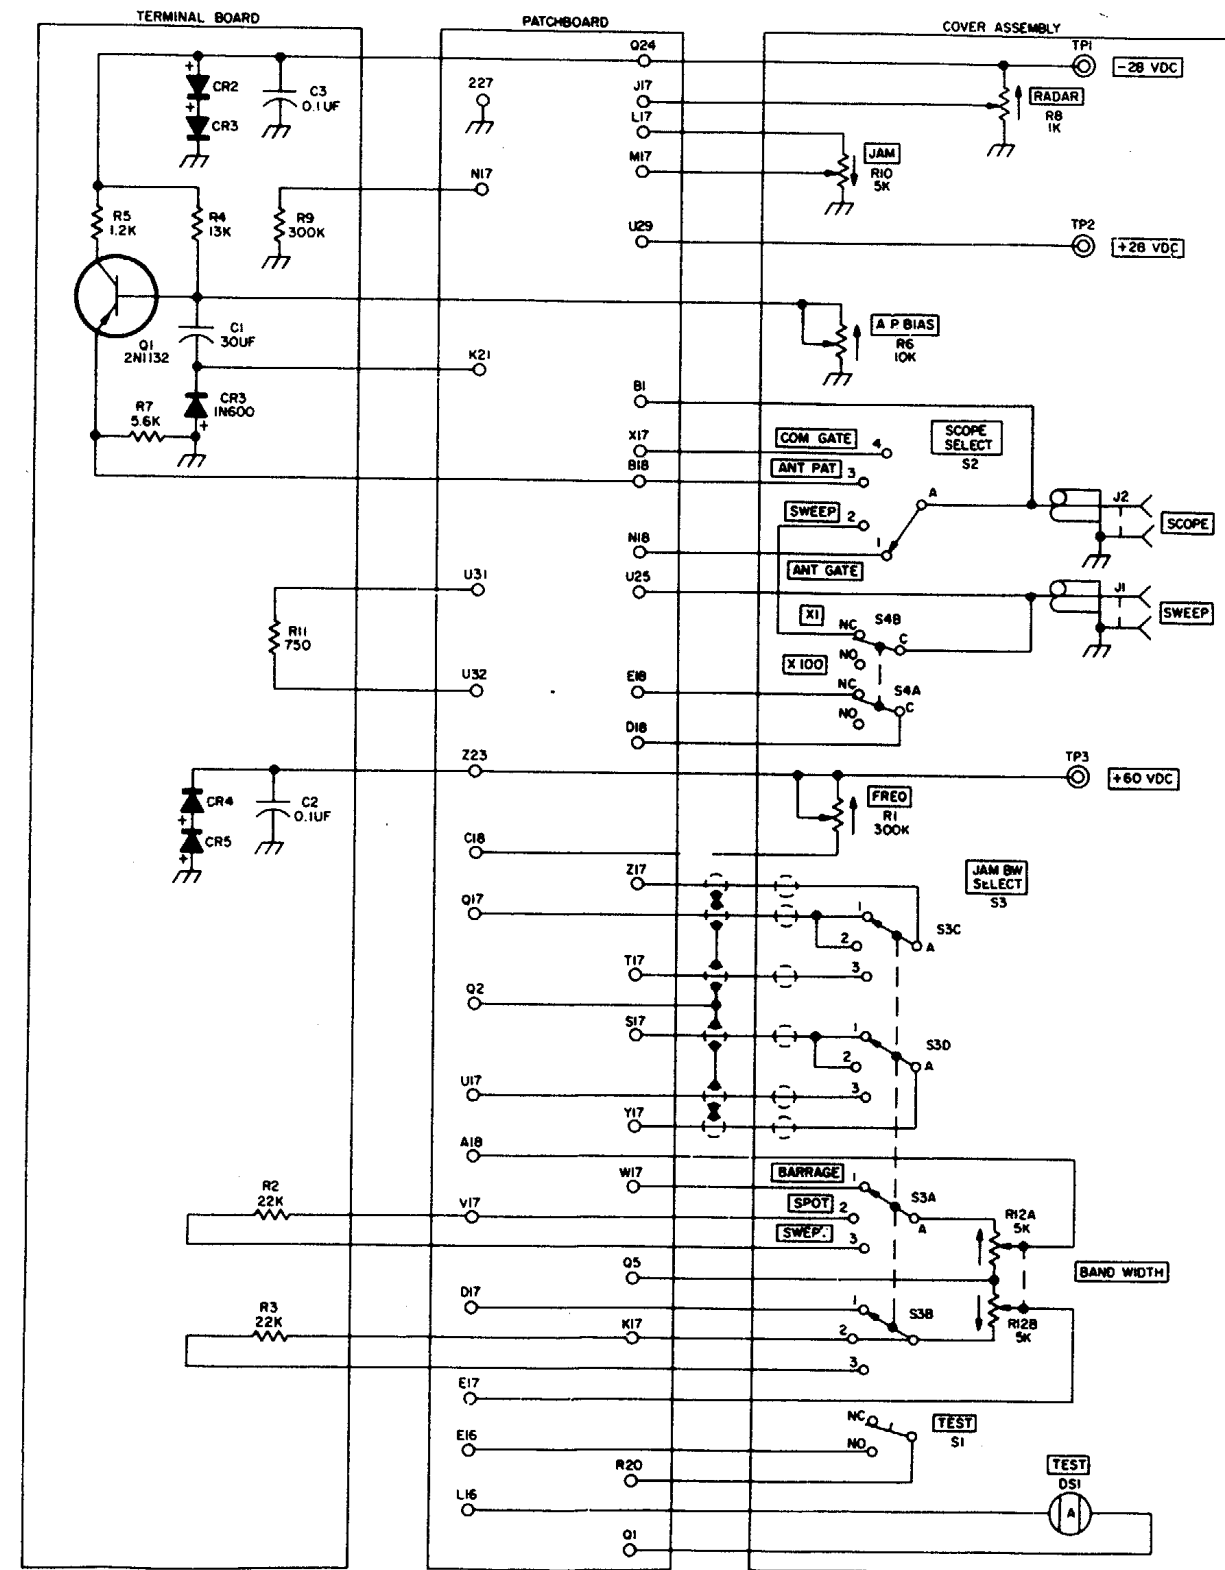 TERMINAL BOARD
PATCHBOARD
COVER ASSEMBLY
Q24
TP1
-28 VDC
+
CR2
+
CR3
C3
0.1UF
227
J17
RADAR
R8
1K
L17
M17
JAM
R10
5K
N17
R5
1.2K
R4
13K
R9
300K
U29
TP2
+28 VDC
Q1
2N1132
C1
30UF
A P. BIAS
R6
10K
K21
CR3
1N600
+
R7
5.6K
B1
X17
COM GATE
4
SCOPE
SELECT
S2
B18
ANT PAT
3
A
J2
SCOPE
SWEEP
2
N18
1
ANT GATE
U31
U25
J1
SWEEP
R11
750
X1
NC
S4B
C
X 100
NO
U32
E18
NC
S4A
C
NO
D18
Z23
TP3
+60 VDC
CR4
+
CR5
+
C2
0.1UF
FREQ
R1
300K
C18
Z17
JAM BW
SELECT
S3
Q17
1
S3C
2
A
T17
3
Q2
S17
1
S3D
2
A
U17
3
Y17
A18
W17
BARRAGE
1
S3A
R2
22K
V17
SPOT
2
A
R12A
5K
SWEP.
3
Q5
BAND WIDTH
D17
1
S3B
R3
22K
K17
2
R12B
5K
3
E17
NC
TEST
S1
E16
NO
R20
TEST
DS1
L16
A
Q1